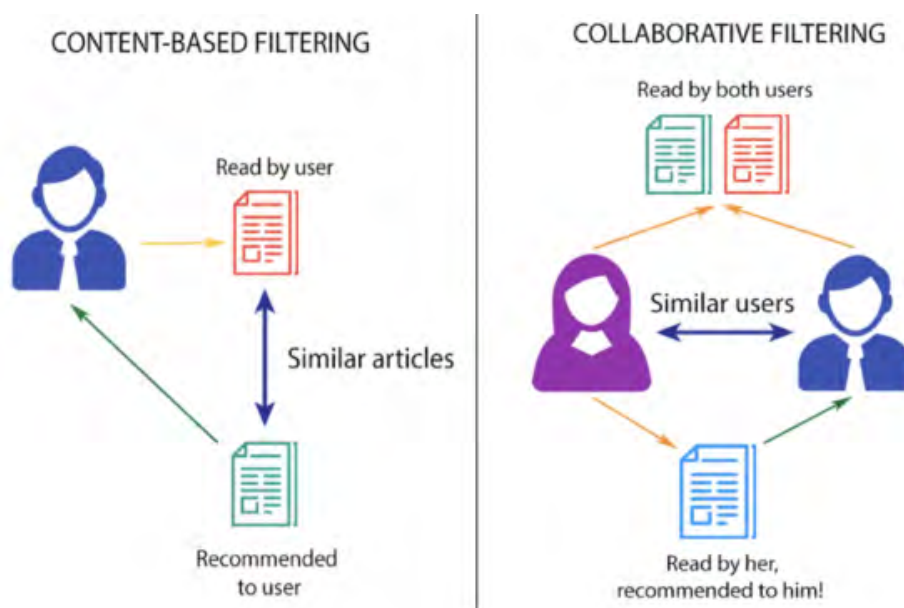 CONTENT-BASED FILTERING
Read by user
Similar articles
Recommended
to user
COLLABORATIVE FILTERING
Read by both users
Similar users
Read by her,
recommended to him!